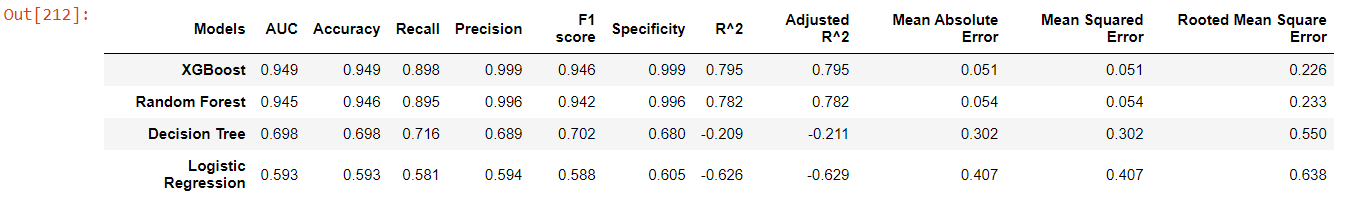 Out[212]:
Models AUC Accuracy Recall Precision F1 score Specificity R^2 Adjusted R^2 Mean Absolute Error Mean Squared Error Rooted Mean Square Error
XGBoost 0.949 0.949 0.898 0.999 0.946 0.999 0.795 0.795 0.051 0.051 0.226
Random Forest 0.945 0.946 0.895 0.996 0.942 0.996 0.782 0.782 0.054 0.054 0.233
Decision Tree 0.698 0.698 0.716 0.689 0.702 0.680 -0.209 -0.211 0.302 0.302 0.550
Logistic Regression 0.593 0.593 0.581 0.594 0.588 0.605 -0.626 -0.629 0.407 0.407 0.638